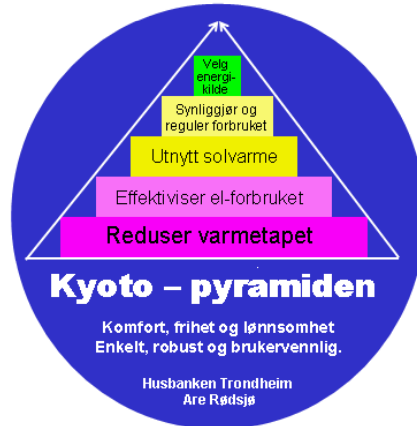 Velg
energi-
kilde
Synliggjør og
reguler forbruket
Utnytt solvarme
Effektiviser el-forbruket
Reduser varmetapet
Kyoto – pyramiden
Komfort, frihet og lønnsomhet
Enkelt, robust og brukervennlig.
Husbanken Trondheim
Are Rødsjø